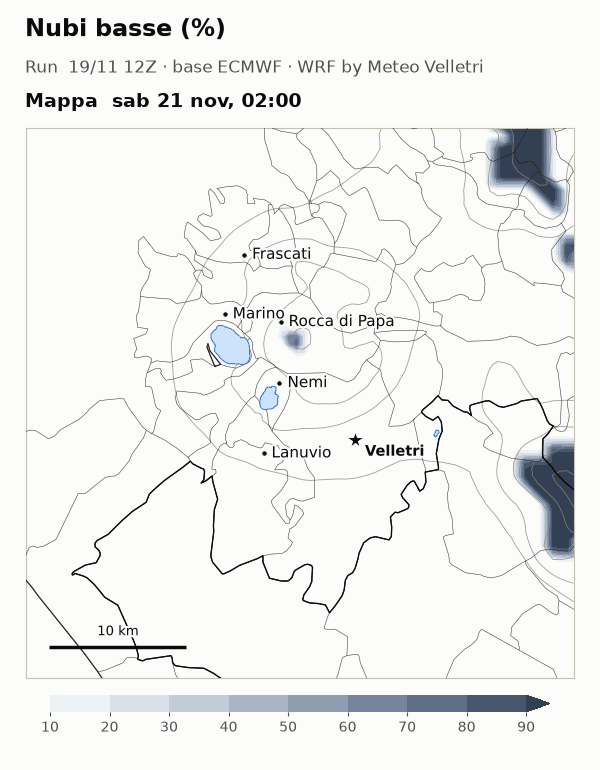 Nubi basse (%)
Run  19/11 12Z · base ECMWF · WRF by Meteo Velletri
Mappa  sab 21 nov, 02:00
Frascati
Marino
Rocca di Papa
Nemi
Velletri
Lanuvio
10 km
10 20 30 40 50 60 70 80 90